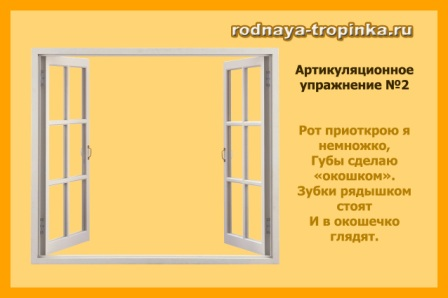 rodnaya-tropinka.ru
Артикуляционное
упражнение №2
Рот приоткрою я
немножко,
Губы сделаю
«окошком».
Зубки рядышком
стоят
И в окошечко
глядят.